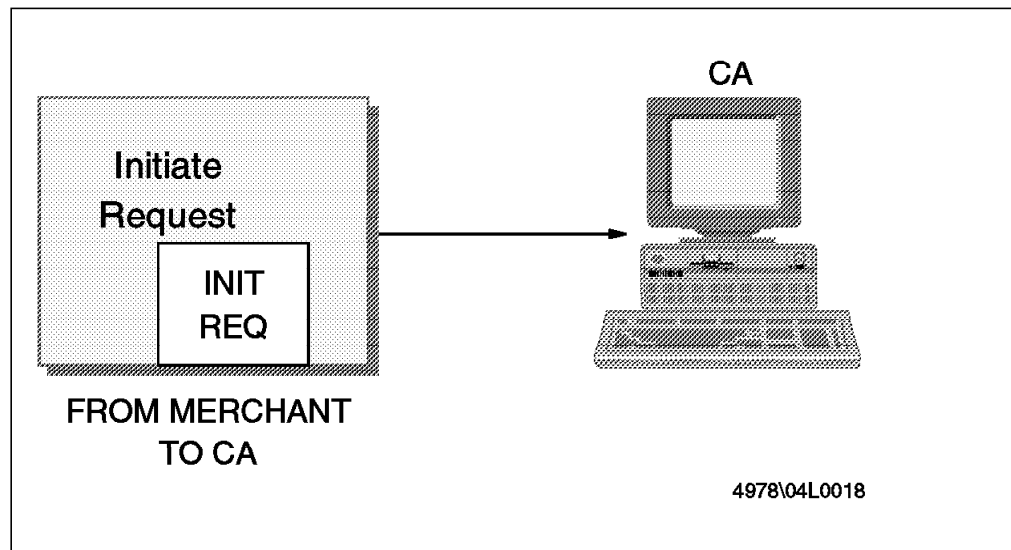 CA
Initiate
Request
INIT
REQ
FROM MERCHANT
TO CA
4978\04L0018